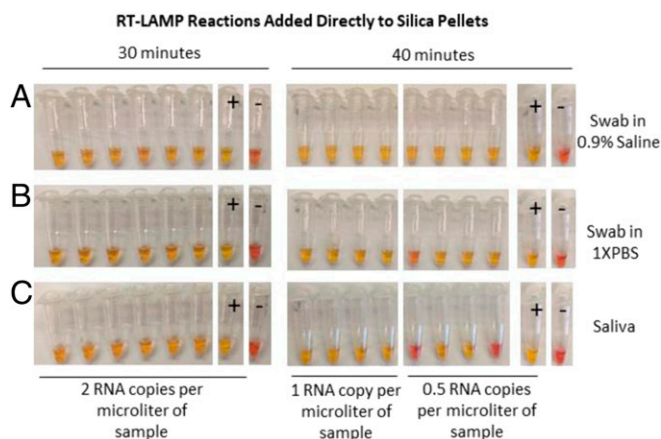 RT-LAMP Reactions Added Directly to Silica Pellets
30 minutes
40 minutes
A
+
-
+
-
Swab in
0.9% Saline
B
+
-
+
-
Swab in
1XPBS
C
+
-
+
-
Saliva
2 RNA copies per
microliter of
sample
1 RNA copy per
microliter of
sample
0.5 RNA copies
per microliter of
sample